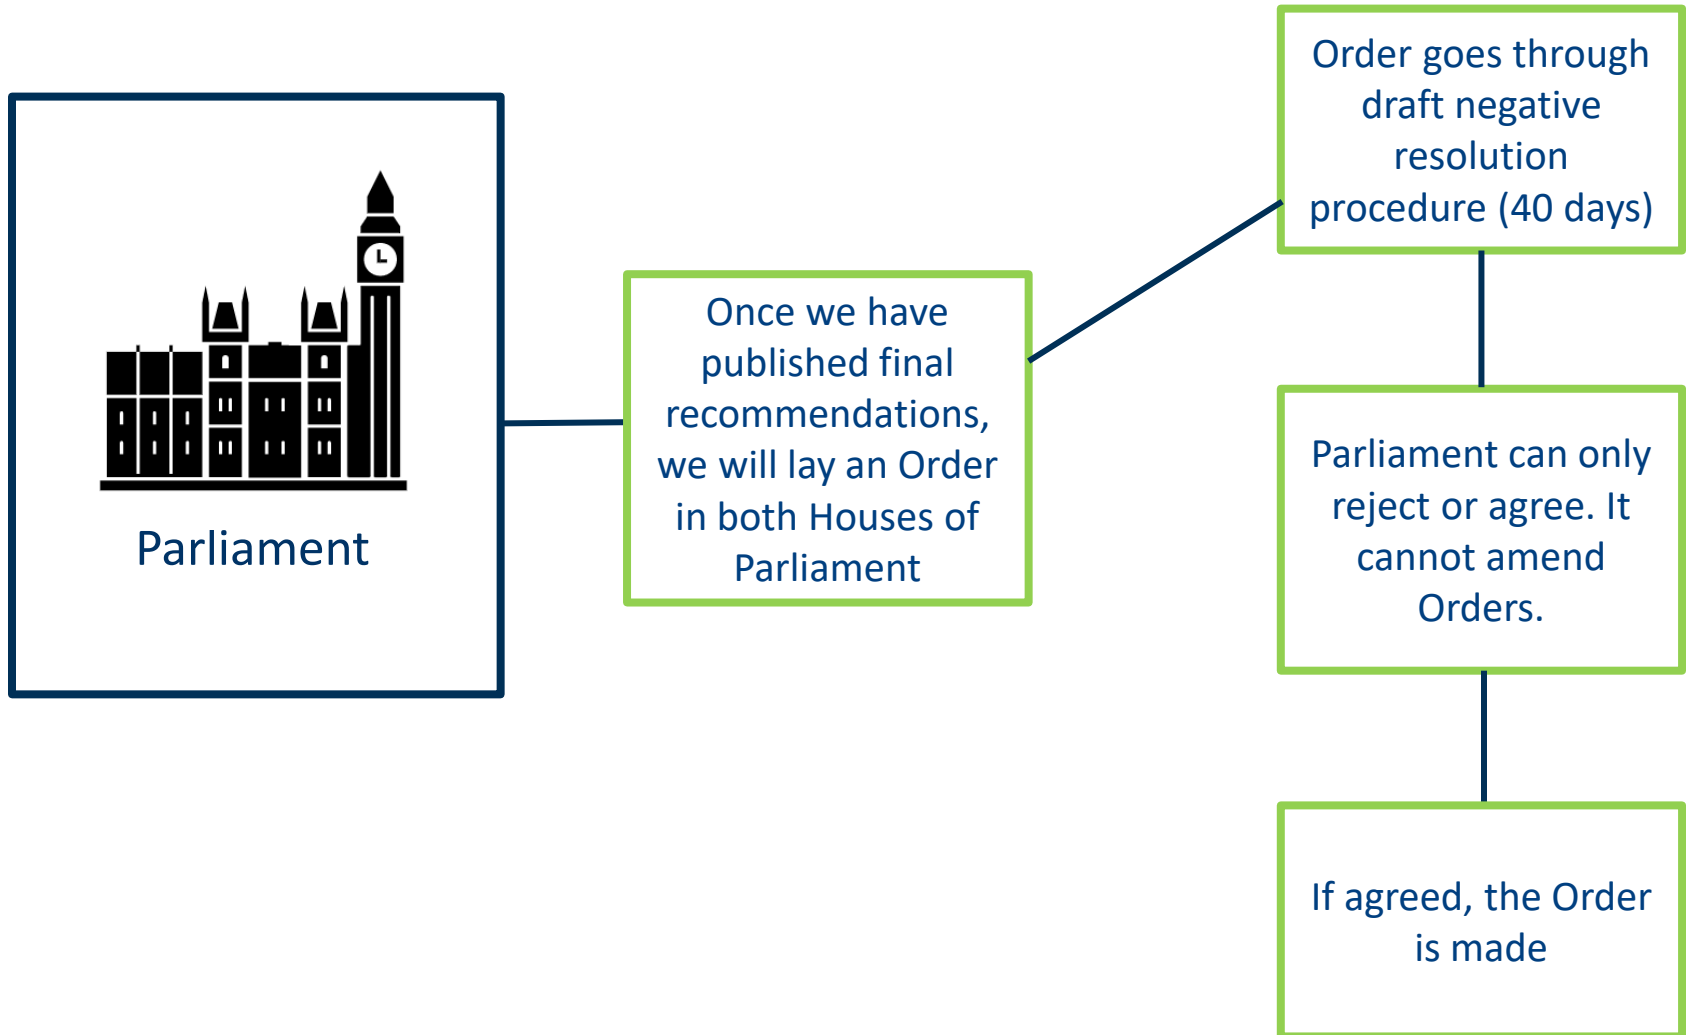 Parliament
Once we have
published final
recommendations,
we will lay an Order
in both Houses of
Parliament
Order goes through
draft negative
resolution
procedure (40 days)
Parliament can only
reject or agree. It
cannot amend
Orders.
If agreed, the Order
is made